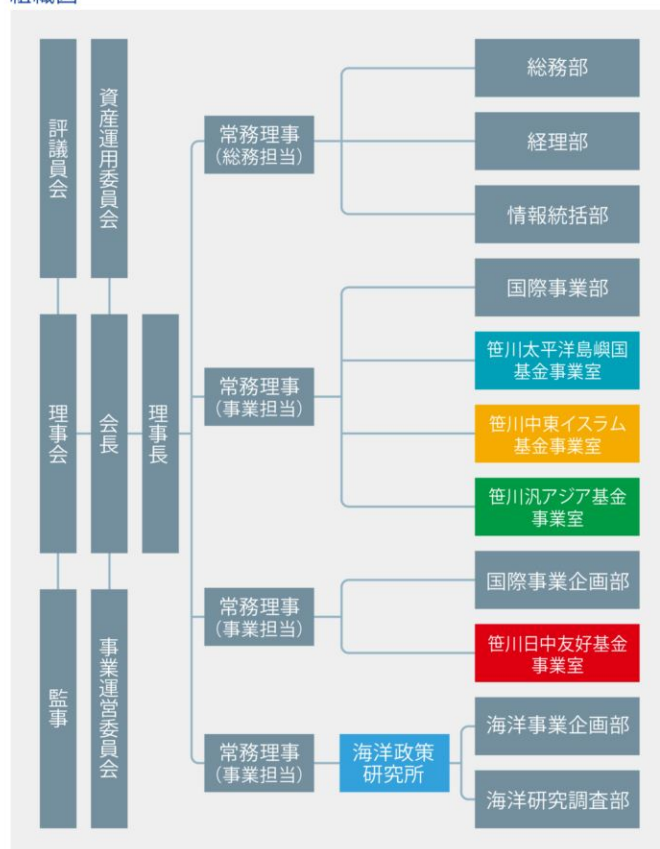 組織図
評議員会
資産運用委員会
理事会
会長
理事長
監事
事業運営委員会
常務理事
(総務担当)
総務部
経理部
情報統括部
常務理事
(事業担当)
国際事業部
笹川太平洋島嶼国
基金事業室
笹川中東イスラム
基金事業室
笹川汎アジア基金
事業室
常務理事
(事業担当)
国際事業企画部
笹川日中友好基金
事業室
常務理事
(事業担当)
海洋政策
研究所
海洋事業企画部
海洋研究調査部